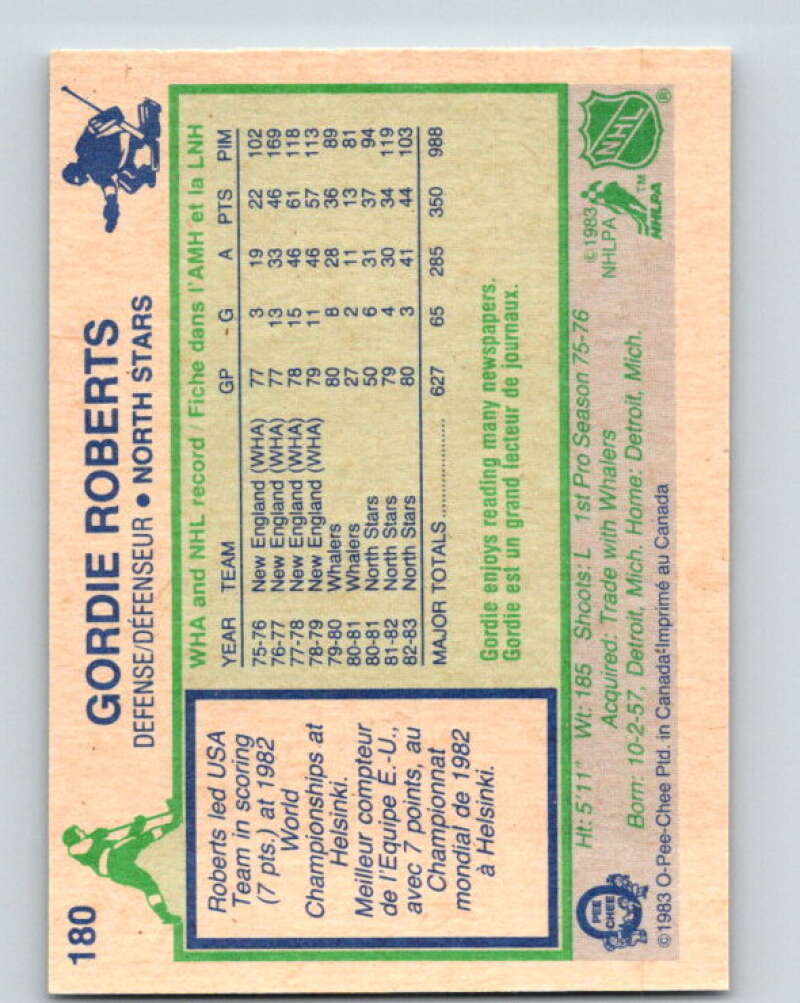 180
GORDIE ROBERTS
DEFENSE/DÉFENSEUR • NORTH STARS
Roberts led USA
Team in scoring
(7 pts.) at 1982
World
Championships at
Helsinki.
Meilleur compteur
de l'Equipe E.-U.,
avec 7 points, au
Championnat
mondial de 1982
à Helsinki.
WHA and NHL record / Fiche dans l'AMH et la LNH
YEAR TEAM GP G A PTS PIM
75-76 New England (WHA) 77 3 19 22 102
76-77 New England (WHA) 77 13 33 46 169
77-78 New England (WHA) 78 15 46 61 118
78-79 New England (WHA) 79 11 46 57 113
79-80 Whalers 80 8 28 36 89
80-81 Whalers 27 2 11 13 81
80-81 North Stars 50 6 31 37 94
81-82 North Stars 79 4 30 34 119
82-83 North Stars 80 3 41 44 103
MAJOR TOTALS .............. 627 65 285 350 988
Gordie enjoys reading many newspapers.
Gordie est un grand lecteur de journaux.
Ht: 5'11" Wt: 185 Shools: L 1st Pro Season 75-76
Acquired: Trade with Whalers
Born: 10-2-57, Detroit, Mich. Home: Detroit, Mich.
©1983 O-Pee-Chee Ptd. in Canada-Imprimé au Canada
O
PEE
CHEE
©1983
NHLPA
NHL ®
NHLPA TM